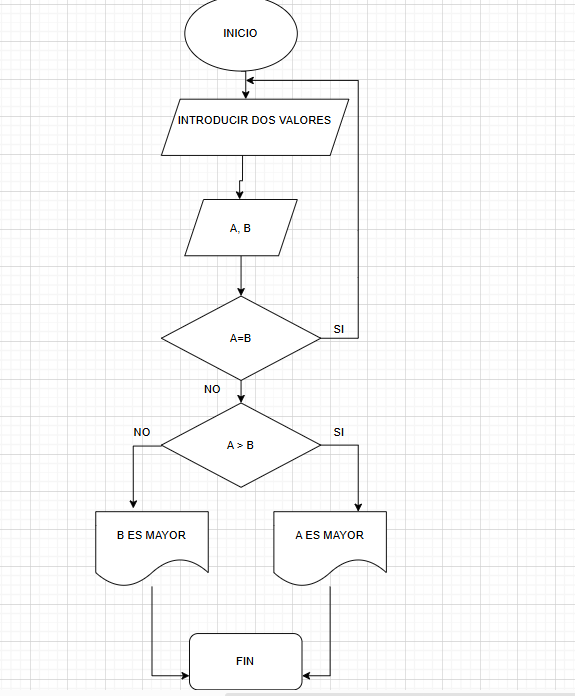 INICIO
INTRODUCIR DOS VALORES
A, B
A=B
SI
NO
NO
SI
A > B
B ES MAYOR
A ES MAYOR
FIN